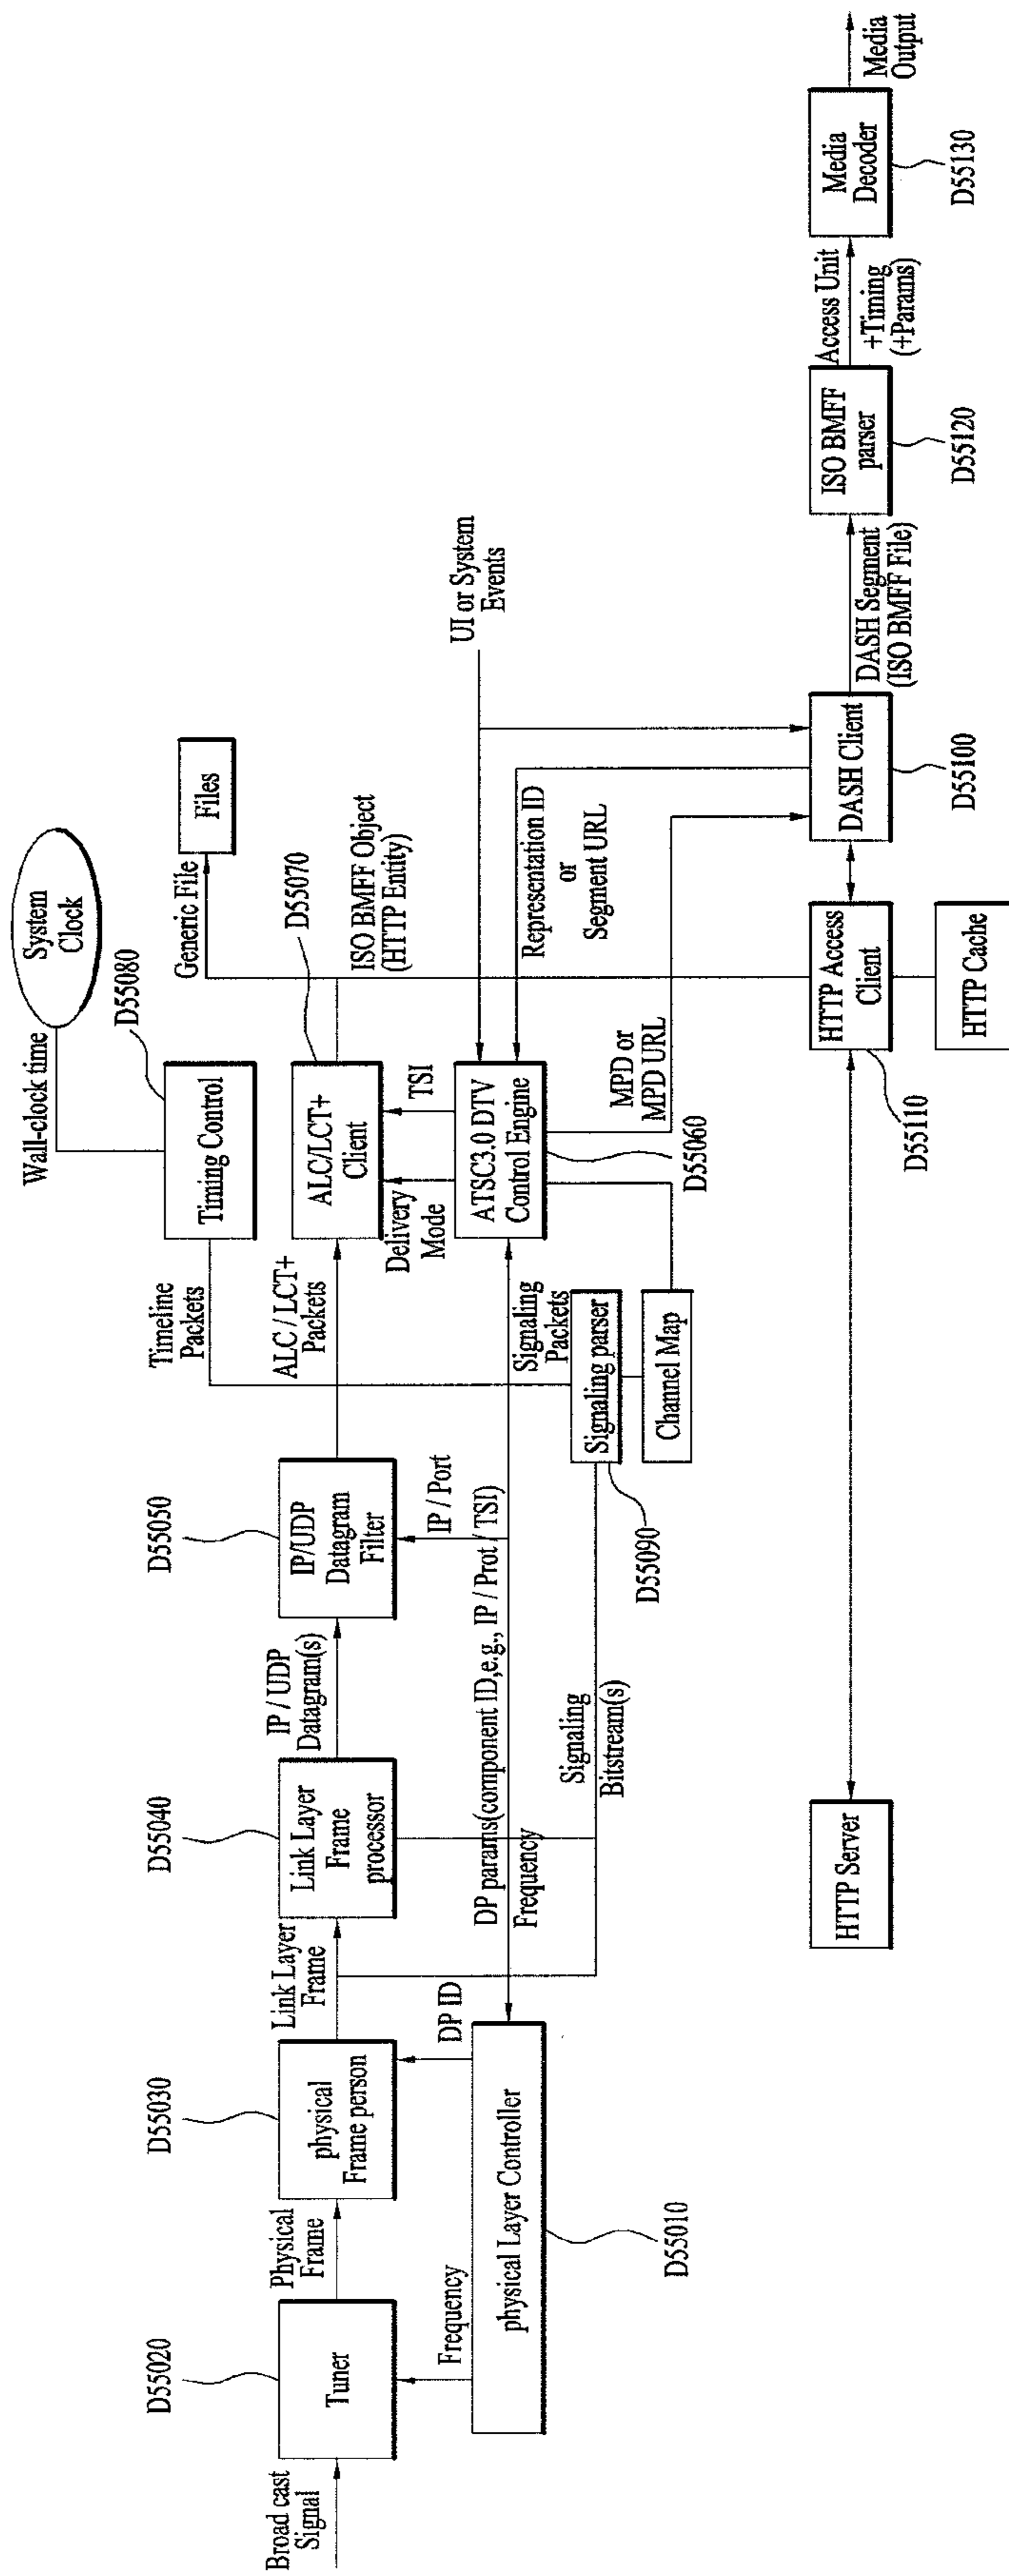 Broad cast
Signal
Tuner
D55020
Physical
Frame
physical
Frame person
D55030
Link Layer
Frame
Link Layer
Frame
processor
D55040
IP / UDP
Datagram(s)
IP/UDP
Datagram
Filter
D55050
ALC / LCT+
Packets
Timeline
Packets
Timing Control
D55080
Wall-clock time
System
Clock
ALC/LCT+
Client
D55070
Generic File
Files
ISO BMFF Object
(HTTP Entity)
Frequency
DP ID
physical Layer Controller
D55010
DP params(component ID,e.g., IP / Prot / TSI)
Frequency
IP / Port
Signaling
Bitstream(s)
Signaling
Packets
Signaling parser
D55090
Channel Map
Delivery
Mode
TSI
ATSC3.0 DTV
Control Engine
D55060
UI or System
Events
Representation ID
or
Segment URL
MPD or
MPD URL
HTTP Server
HTTP Access
Client
D55110
HTTP Cache
DASH Client
D55100
DASH Segment
(ISO BMFF File)
ISO BMFF
parser
D55120
Access Unit
+Timing
(+Params)
Media
Decoder
D55130
Media
Output